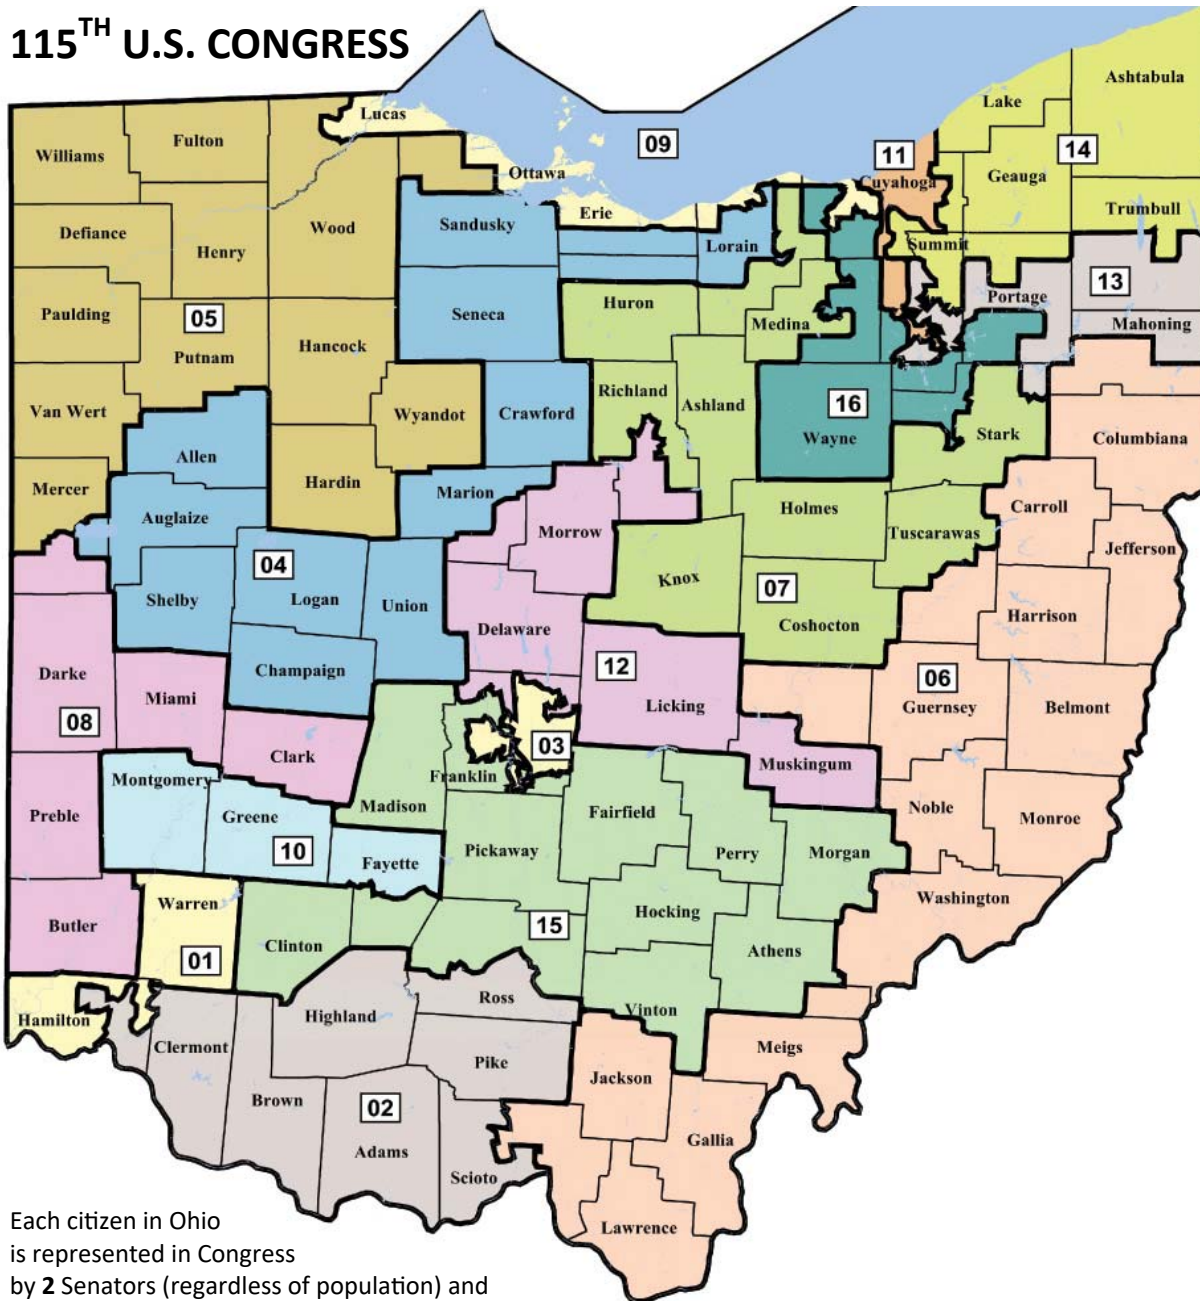 115TH U.S. CONGRESS
Ashtabula
Lake
Lucas
Fulton
09
11
14
Williams
Ottawa
Cuyahoga
Geauga
Erie
Trumbull
Defiance
Wood
Sandusky
Lorain
Summit
Henry
13
Paulding
05
Huron
Portage
Seneca
Medina
Mahoning
Putnam
Hancock
Richland
Ashland
Van Wert
Wyandot
Crawford
16
Wayne
Stark
Columbiana
Allen
Mercer
Hardin
Marion
Carroll
Auglaize
Morrow
Holmes
Tuscarawas
Jefferson
04
Knox
07
Shelby
Logan
Union
Harrison
Delaware
Coshocton
Darke
Champaign
12
06
Miami
Licking
Guernsey
Belmont
08
Clark
03
Montgomery
Franklin
Muskingum
Preble
Greene
Madison
Fairfield
Noble
Monroe
10
Fayette
Pickaway
Perry
Morgan
Warren
Washington
Butler
Hocking
Clinton
15
Athens
01
Ross
Hamilton
Highland
Vinton
Clermont
Meigs
Pike
Jackson
Brown
02
Gallia
Adams
Scioto
Lawrence
Each citizen in Ohio
is represented in Congress
by 2 Senators (regardless of population) and